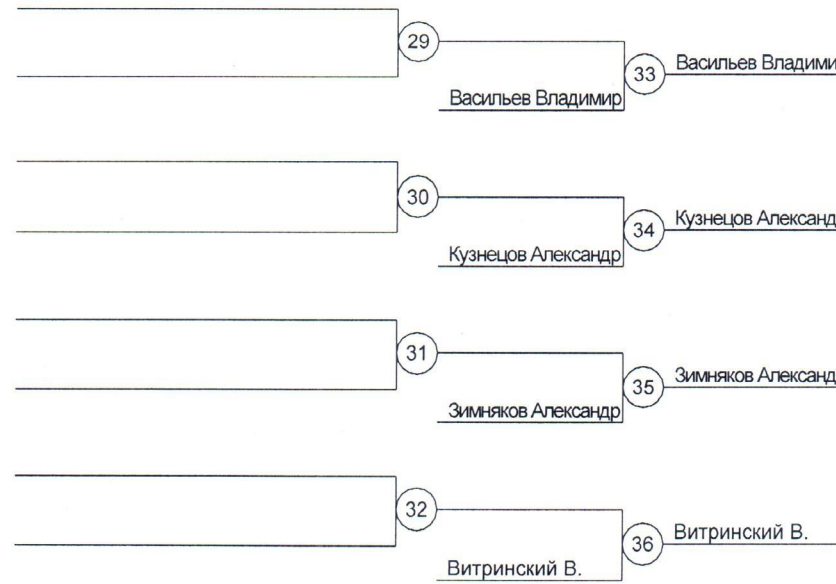 29
33
Васильев Владими
Васильев Владимир
30
34
Кузнецов Александ
Кузнецов Александр
31
35
Зимняков Александ
Зимняков Александр
32
36
Витринский В.
Витринский В.